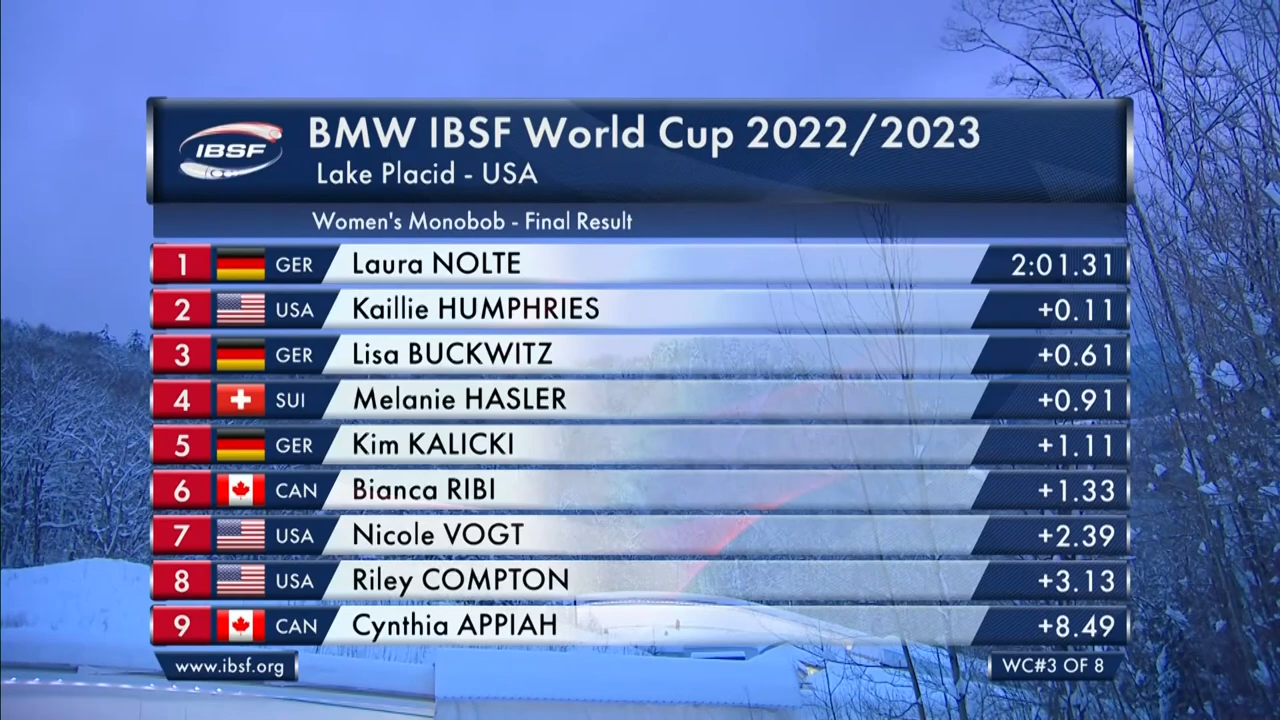 IBSF
BMW IBSF World Cup 2022/2023
Lake Placid - USA
Women's Monobob - Final Result
1 GER Laura NOLTE 2:01.31
2 USA Kaillie HUMPHRIES +0.11
3 GER Lisa BUCKWITZ +0.61
4 SUI Melanie HASLER +0.91
5 GER Kim KALICKI +1.11
6 CAN Bianca RIBI +1.33
7 USA Nicole VOGT +2.39
8 USA Riley COMPTON +3.13
9 CAN Cynthia APPIAH +8.49
www.ibsf.org WC#3 OF 8